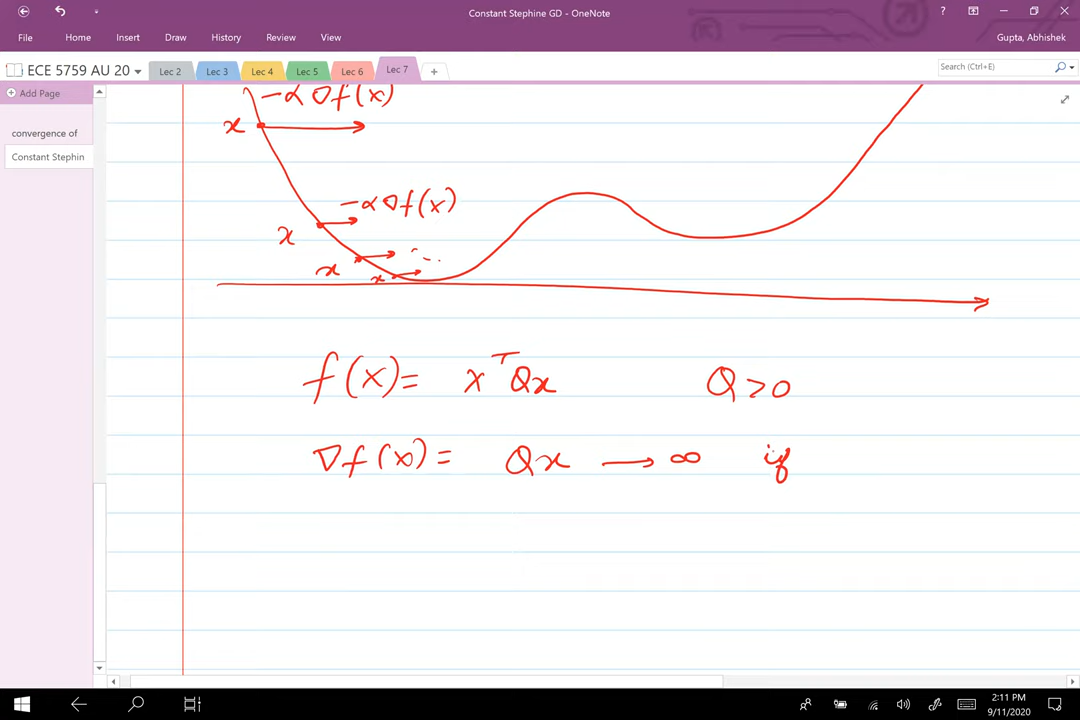 Constant Stephine GD - OneNote
?
File Home Insert Draw History Review View
Gupta, Abhishek
ECE 5759 AU 20
Lec 2 Lec 3 Lec 4 Lec 5 Lec 6 Lec 7 +
Search (Ctrl+E)
Add Page
convergence of
Constant Stephin
-α ∇f(x)
x
-α∇f(x)
x
x
x
f(x)= xᵀQx Q>0
∇f(x)= Qx → ∞ if
2:11 PM
9/11/2020